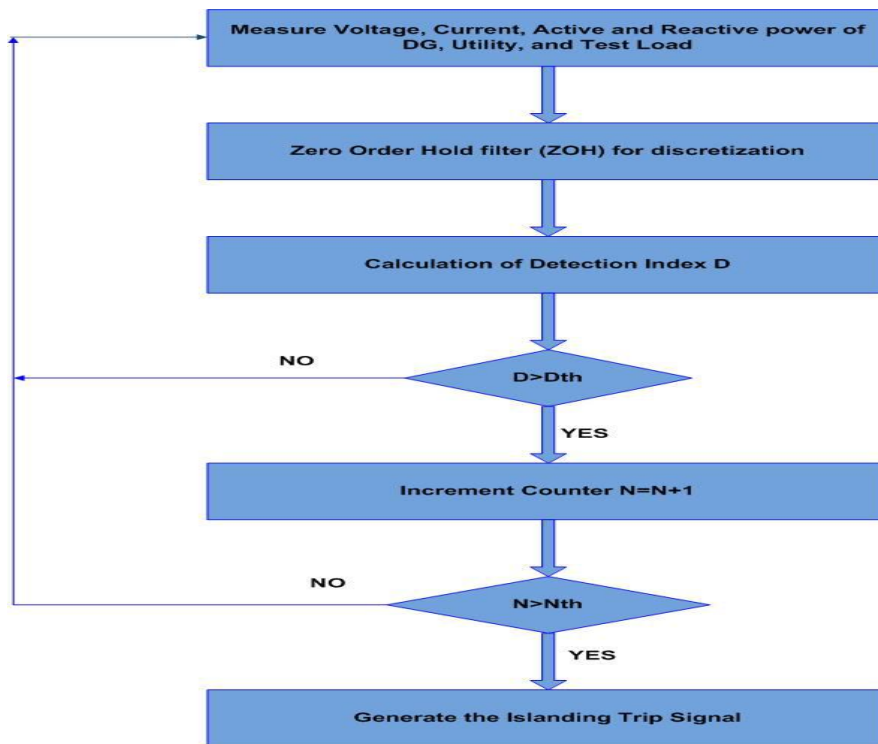 Measure Voltage, Current, Active and Reactive power of
DG, Utility, and Test Load
Zero Order Hold filter (ZOH) for discretization
Calculation of Detection Index D
NO
D>Dth
YES
Increment Counter N=N+1
NO
N>Nth
YES
Generate the Islanding Trip Signal